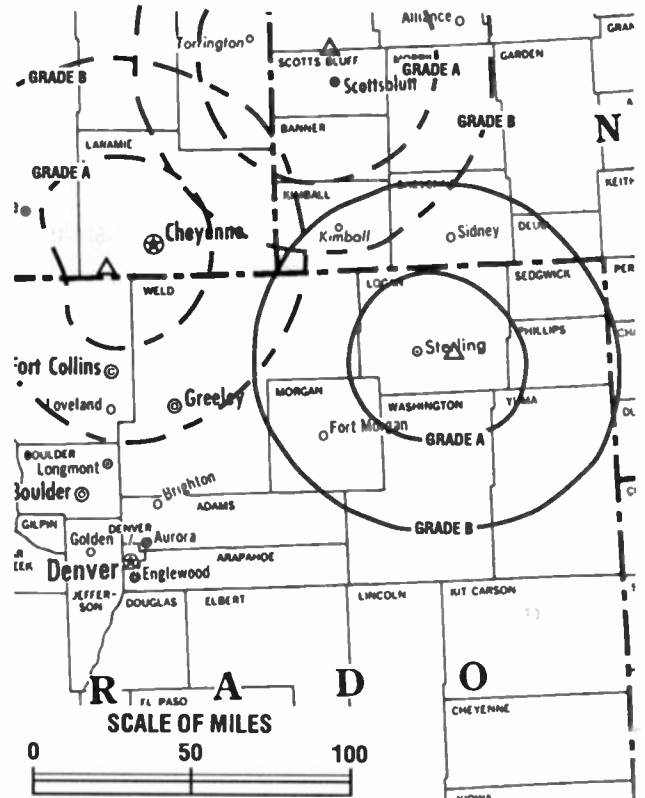 Alliance
GRAN
Torrington
SCOTTS BLUFF
GARDEN
GRADE A
GRADE B
Scottsbluff
GRADE B
N
BANNER
LARAMIE
GRADE A
KIMBALL
KEITH
Cheyenne
Kimball
Sidney
DEUEL
WELD
LOGAN
SEDGWICK
PER
PHILLIPS
Sterling
Fort Collins
MORGAN
WASHINGTON
YUMA
Loveland
Greeley
Fort Morgan
GRADE A
BOULDER
Longmont
Boulder
Brighton
ADAMS
GRADE B
GILPIN
Golden
DENVER
Aurora
ARAPAHOE
Denver
Englewood
JEFFER-
SON
DOUGLAS
ELBERT
LINCOLN
KIT CARSON
R A D O
EL PASO
CHEYENNE
SCALE OF MILES
0 50 100